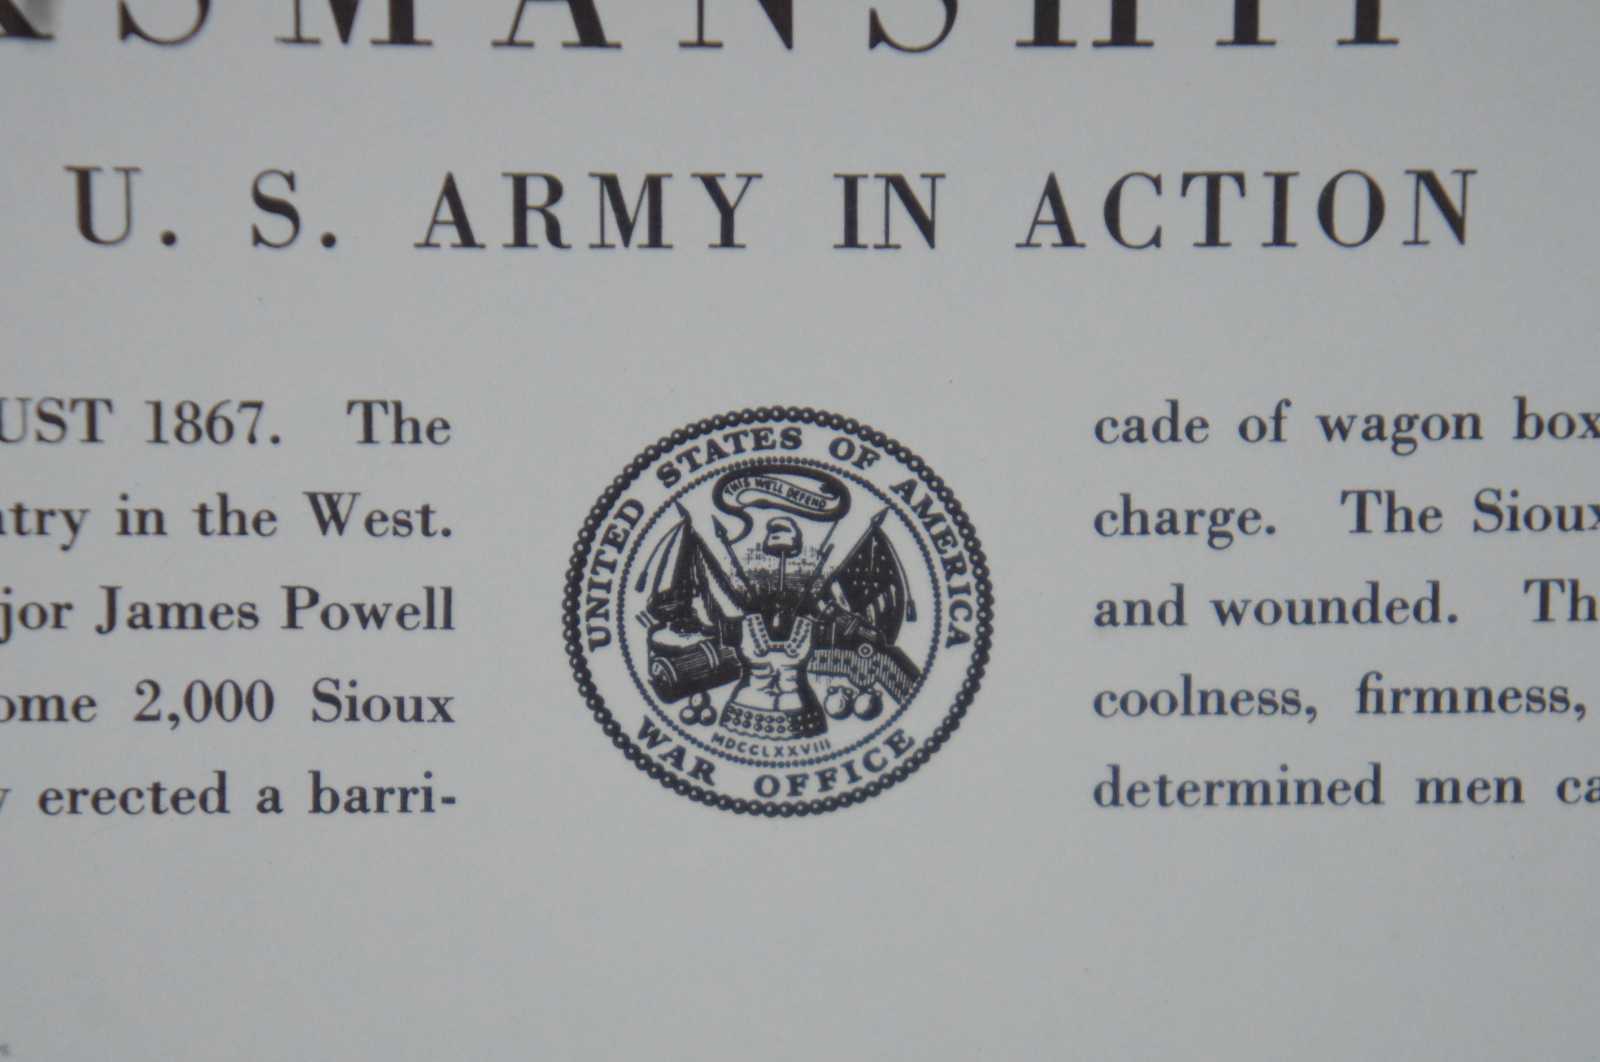 KSMANSHIP
U. S. ARMY IN ACTION
UST 1867. The
ntry in the West.
jor James Powell
ome 2,000 Sioux
y erected a barri-
UNITED STATES OF AMERICA
THIS WE'LL DEFEND
MDCCLXXVIII
WAR OFFICE
cade of wagon box
charge. The Sioux
and wounded. Th
coolness, firmness,
determined men ca